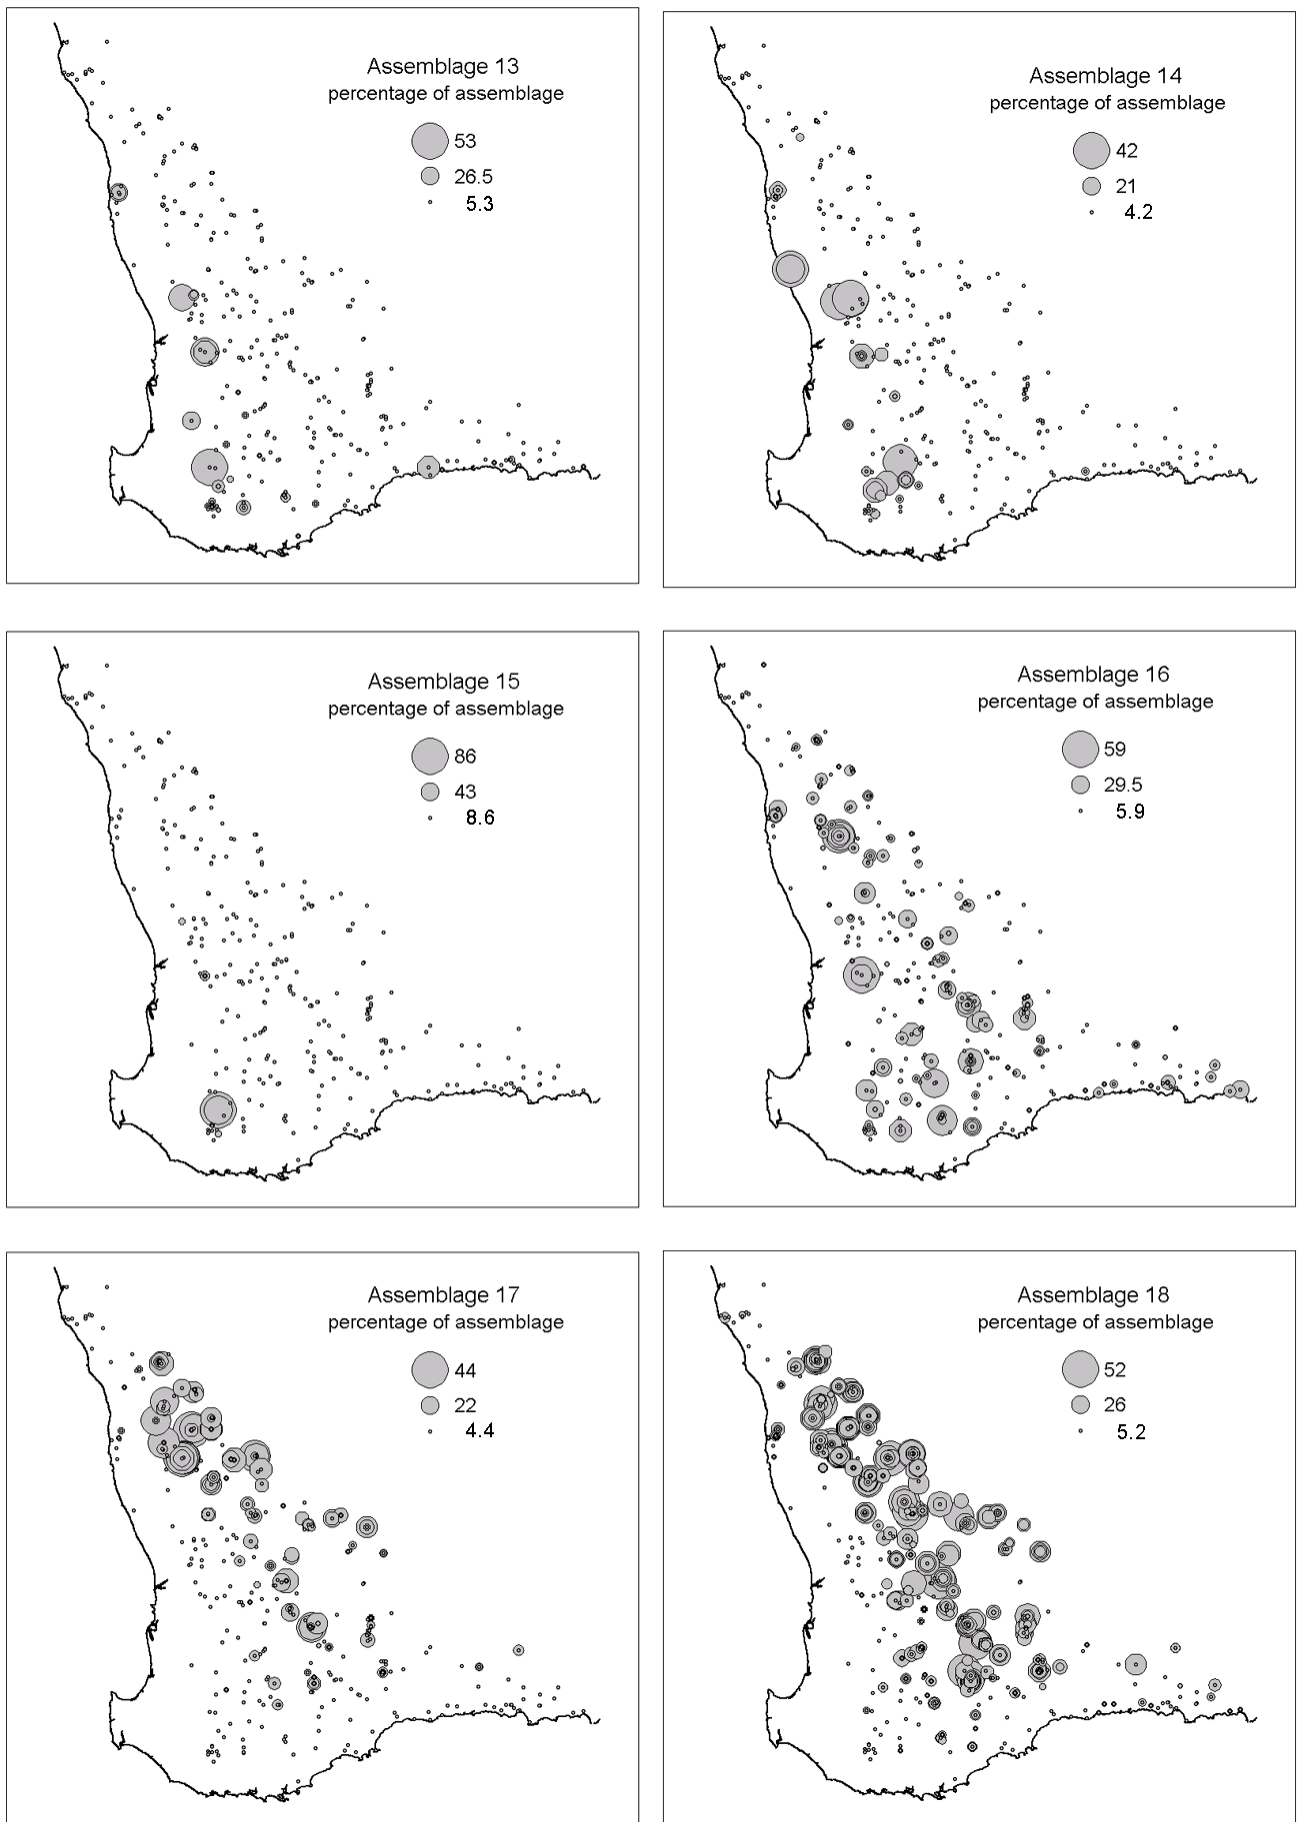 Assemblage 13
percentage of assemblage
53
26.5
5.3
Assemblage 14
percentage of assemblage
42
21
4.2
Assemblage 15
percentage of assemblage
86
43
8.6
Assemblage 16
percentage of assemblage
59
29.5
5.9
Assemblage 17
percentage of assemblage
44
22
4.4
Assemblage 18
percentage of assemblage
52
26
5.2